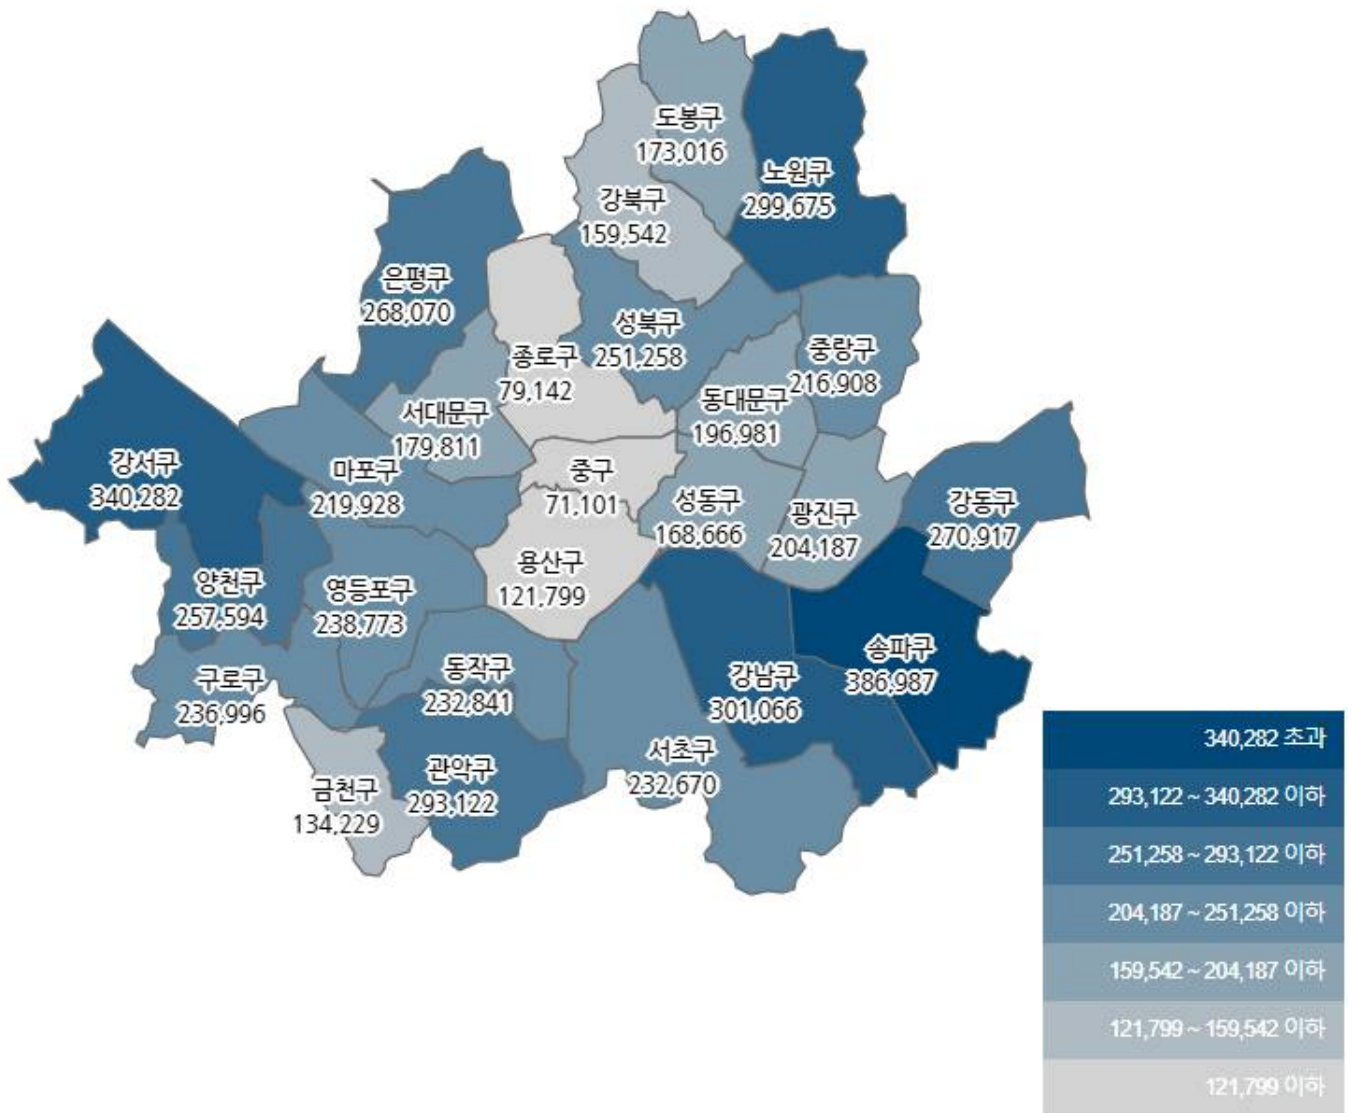 도봉구
173,016
노원구
299,675
강북구
159,542
은평구
268,070
성북구
251,258
종로구
79,142
중랑구
216,908
동대문구
196,981
서대문구
179,811
강서구
340,282
마포구
219,928
중구
71,101
성동구
168,666
광진구
204,187
강동구
270,917
용산구
121,799
양천구
257,594
영등포구
238,773
구로구
236,996
동작구
232,841
강남구
301,066
송파구
386,987
서초구
232,670
관악구
293,122
금천구
134,229
340,282 초과
293,122 ~ 340,282 이하
251,258 ~ 293,122 이하
204,187 ~ 251,258 이하
159,542 ~ 204,187 이하
121,799 ~ 159,542 이하
121,799 이하